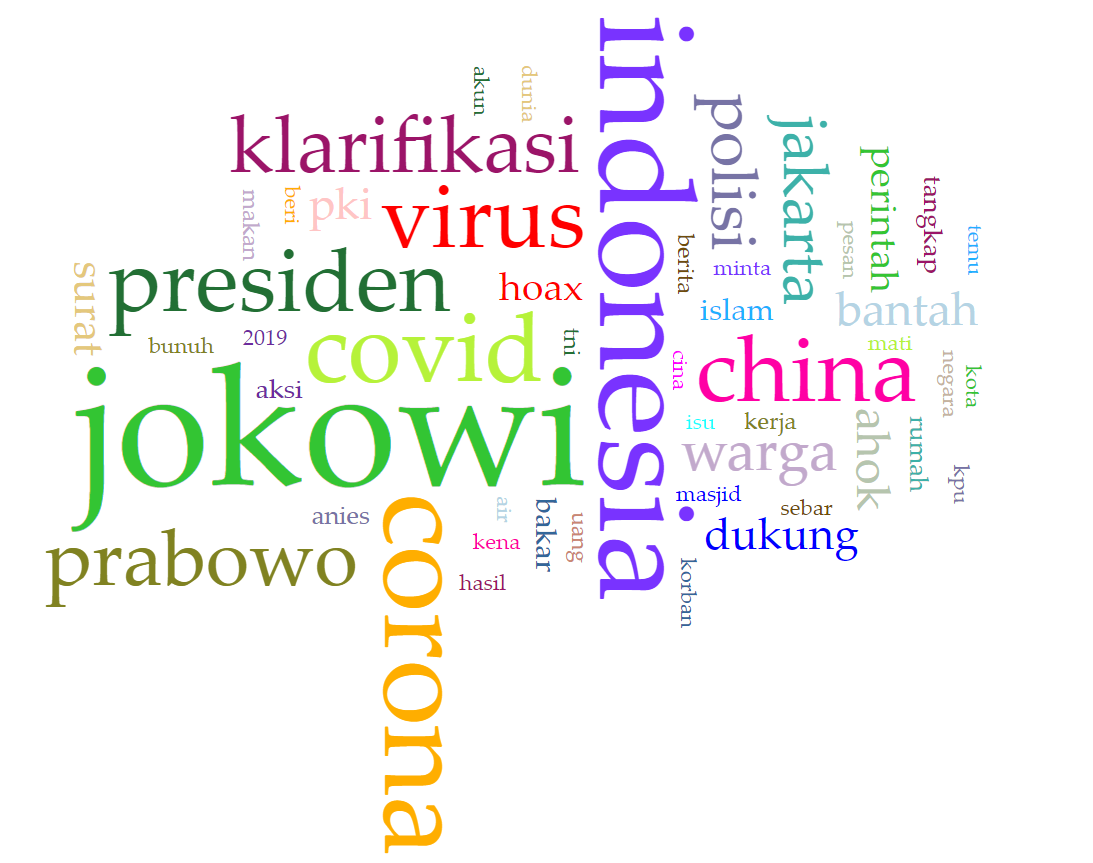 indonesia
akun
dunia
klarifikasi
polisi
jakarta
perintah
tangkap
makan
beri
pki
virus
pesan
temu
berita
minta
surat
presiden
hoax
islam
bantah
bunuh
2019
covid
tni
cina
china
mati
negara
kota
aksi
jokowi
isu
kerja
ahok
rumah
warga
kpu
masjid
sebar
anies
corona
air
bakar
uang
kena
dukung
prabowo
hasil
korban